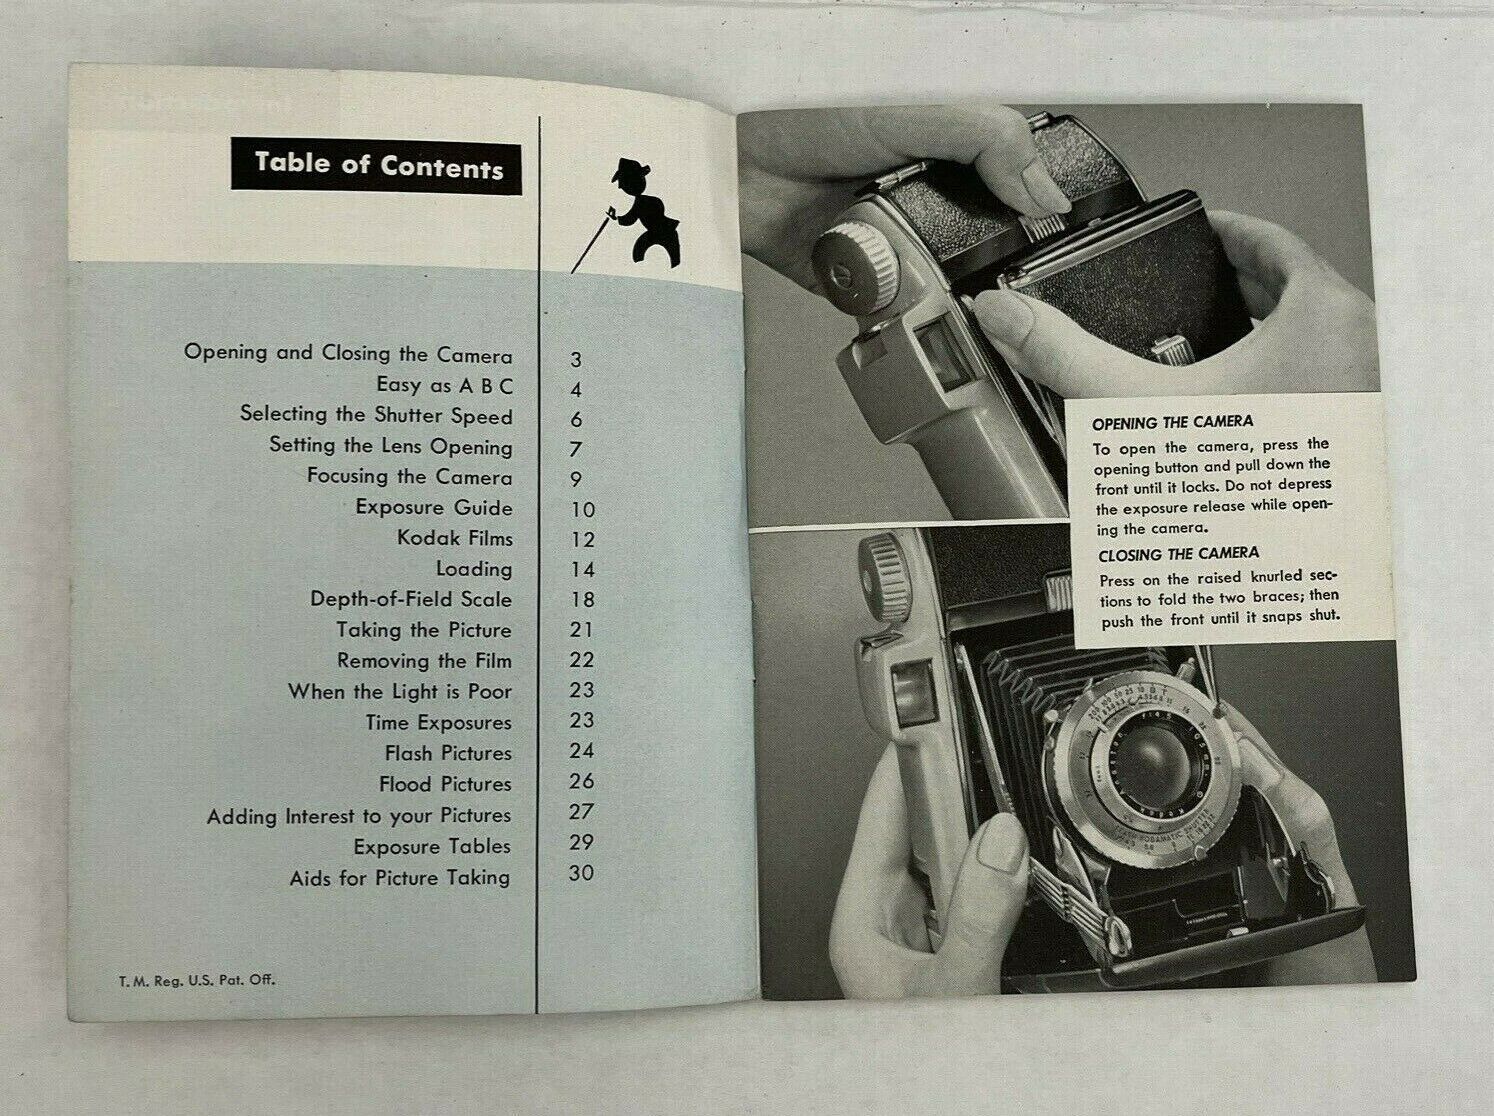 Table of Contents
Opening and Closing the Camera 3
Easy as A B C 4
Selecting the Shutter Speed 6
Setting the Lens Opening 7
Focusing the Camera 9
Exposure Guide 10
Kodak Films 12
Loading 14
Depth-of-Field Scale 18
Taking the Picture 21
Removing the Film 22
When the Light is Poor 23
Time Exposures 23
Flash Pictures 24
Flood Pictures 26
Adding Interest to your Pictures 27
Exposure Tables 29
Aids for Picture Taking 30
T. M. Reg. U.S. Pat. Off.
OPENING THE CAMERA
To open the camera, press the
opening button and pull down the
front until it locks. Do not depress
the exposure release while open-
ing the camera.
CLOSING THE CAMERA
Press on the raised knurled sec-
tions to fold the two braces; then
push the front until it snaps shut.
f:4.5 105mm
FLASH KODAMATIC SHUTTER